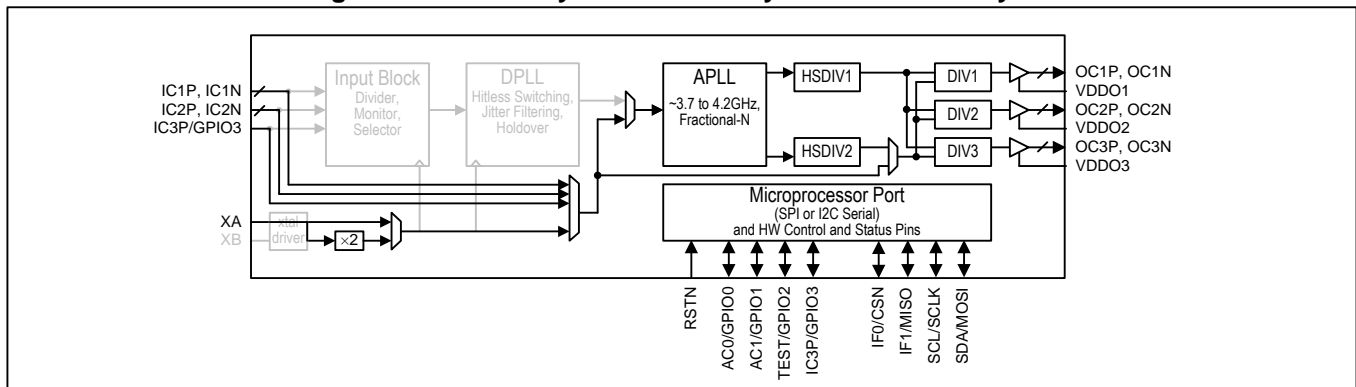 IC1P, IC1N
IC2P, IC2N
IC3P/GPIO3
XA
XB
Input Block
Divider,
Monitor,
Selector
DPLL
Hitless Switching,
Jitter Filtering,
Holdover
xtal
driver
×2
APLL
~3.7 to 4.2GHz,
Fractional-N
HSDIV1
HSDIV2
DIV1
DIV2
DIV3
OC1P, OC1N
VDDO1
OC2P, OC2N
VDDO2
OC3P, OC3N
VDDO3
Microprocessor Port
(SPI or I2C Serial)
and HW Control and Status Pins
RSTN
AC0/GPIO0
AC1/GPIO1
TEST/GPIO2
IC3P/GPIO3
IF0/CSN
IF1/MISO
SCL/SCLK
SDA/MOSI